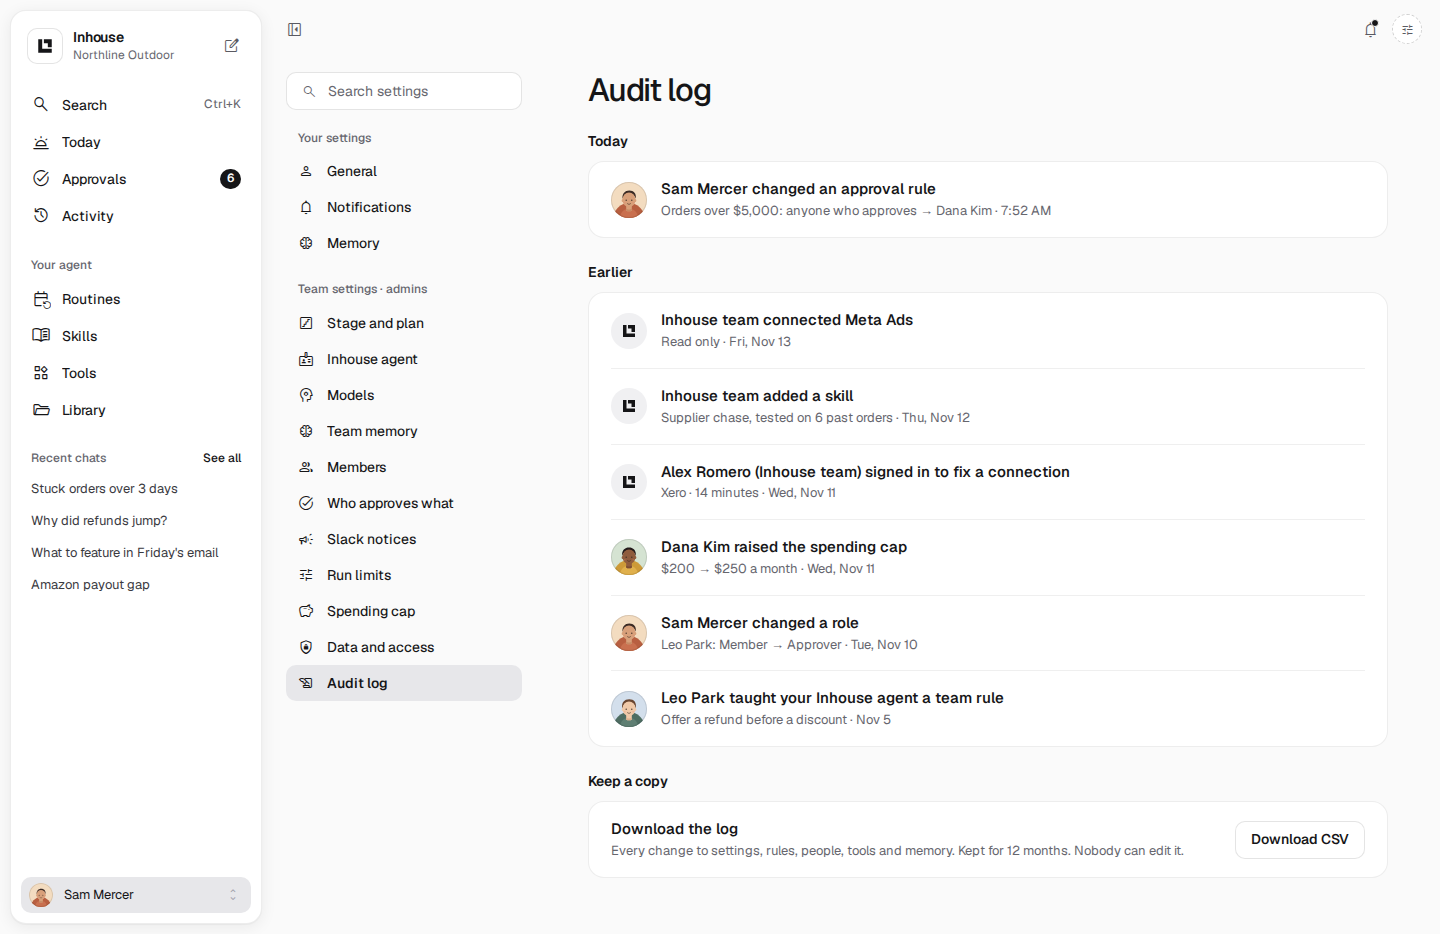 Inhouse
Northline Outdoor
Search
Ctrl+K
Today
Approvals
6
Activity
Your agent
Routines
Skills
Tools
Library
Recent chats
See all
Stuck orders over 3 days
Why did refunds jump?
What to feature in Friday's email
Amazon payout gap
Sam Mercer
Search settings
Your settings
General
Notifications
Memory
Team settings · admins
Stage and plan
Inhouse agent
Models
Team memory
Members
Who approves what
Slack notices
Run limits
Spending cap
Data and access
Audit log
Audit log
Today
Sam Mercer changed an approval rule
Orders over $5,000: anyone who approves → Dana Kim · 7:52 AM
Earlier
Inhouse team connected Meta Ads
Read only · Fri, Nov 13
Inhouse team added a skill
Supplier chase, tested on 6 past orders · Thu, Nov 12
Alex Romero (Inhouse team) signed in to fix a connection
Xero · 14 minutes · Wed, Nov 11
Dana Kim raised the spending cap
$200 → $250 a month · Wed, Nov 11
Sam Mercer changed a role
Leo Park: Member → Approver · Tue, Nov 10
Leo Park taught your Inhouse agent a team rule
Offer a refund before a discount · Nov 5
Keep a copy
Download the log
Every change to settings, rules, people, tools and memory. Kept for 12 months. Nobody can edit it.
Download CSV